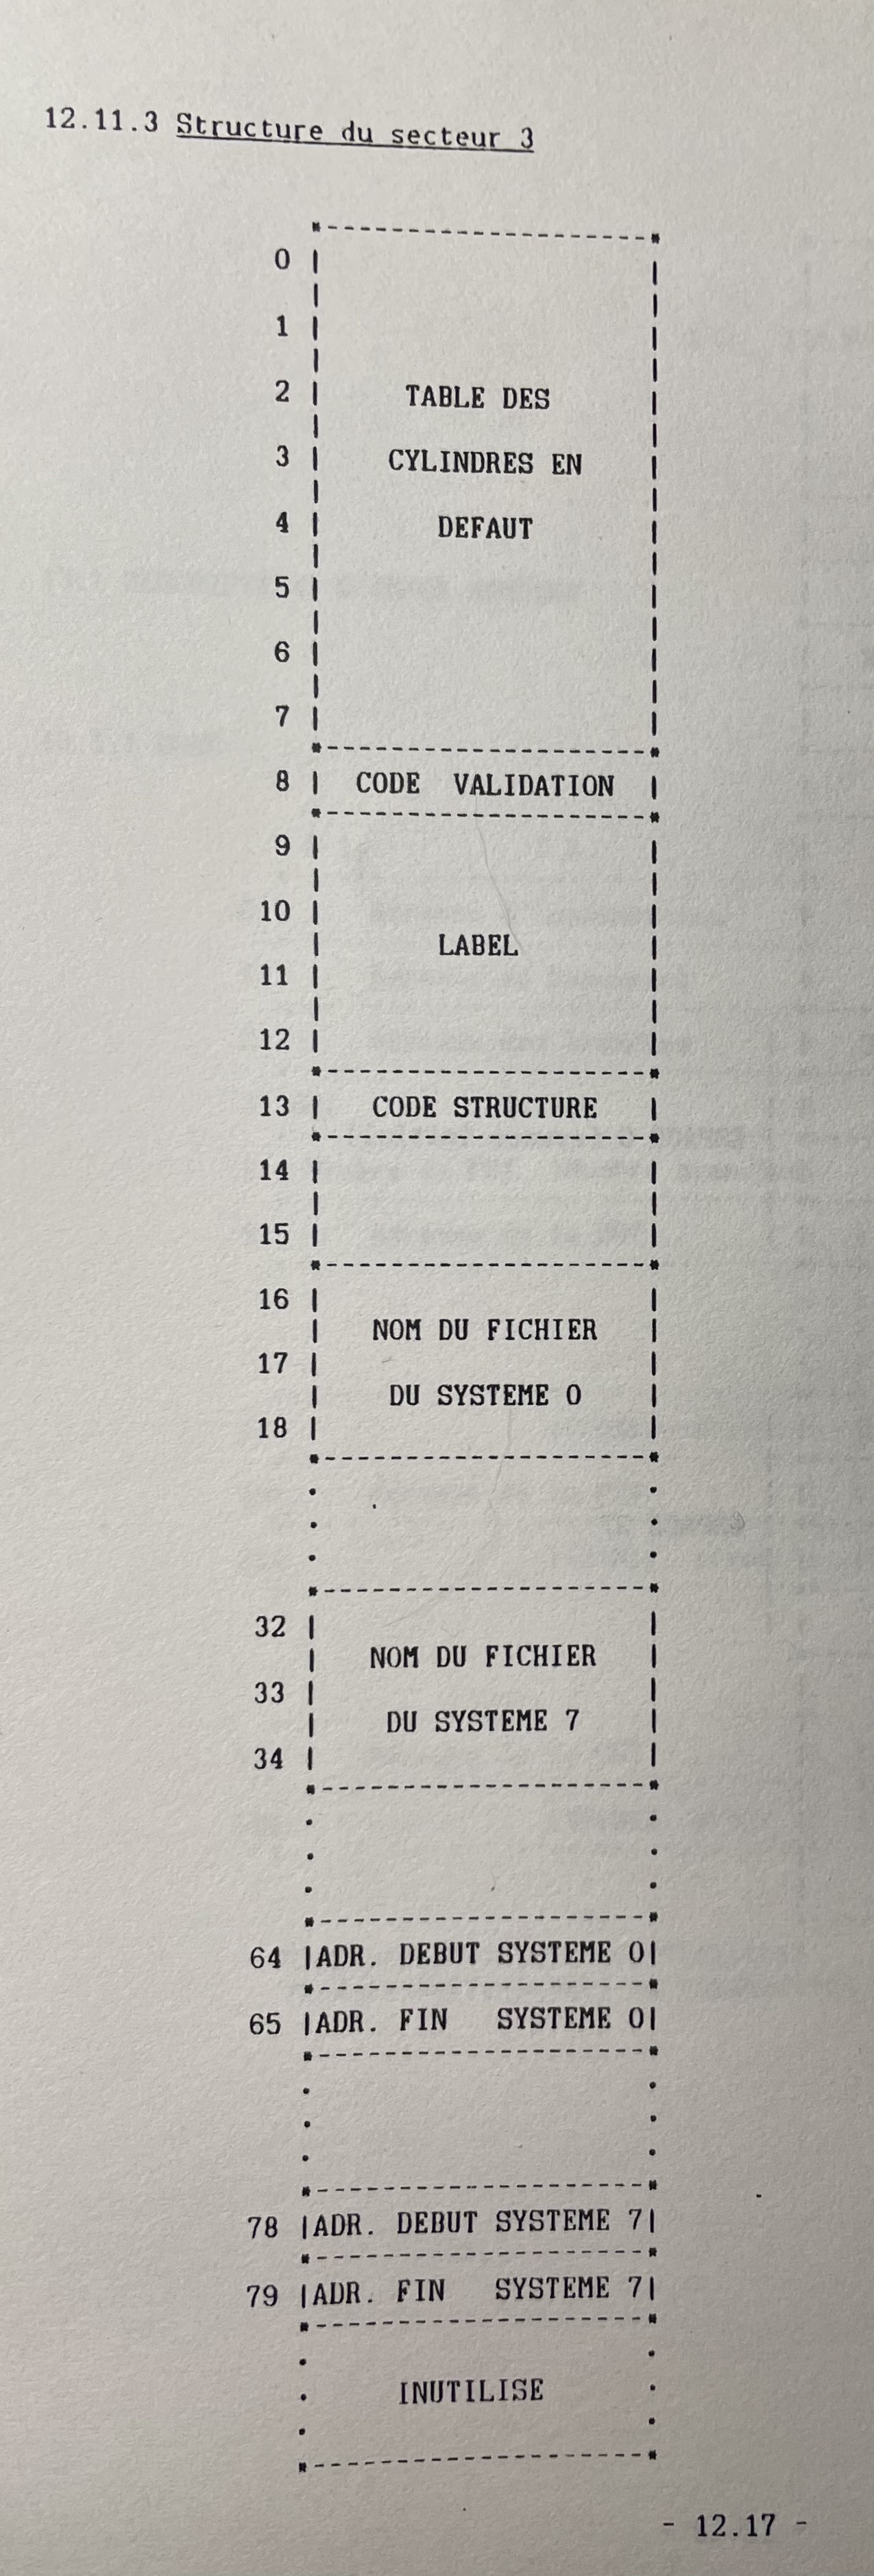 12.11.3 Structure du secteur 3
0
1
2 TABLE DES
3 CYLINDRES EN
4 DEFAUT
5
6
7
8 CODE VALIDATION
9
10
LABEL
11
12
13 CODE STRUCTURE
14
15
16
NOM DU FICHIER
17
DU SYSTEME 0
18
32
NOM DU FICHIER
33
DU SYSTEME 7
34
64 ADR. DEBUT SYSTEME 0
65 ADR. FIN SYSTEME 0
78 ADR. DEBUT SYSTEME 7
79 ADR. FIN SYSTEME 7
INUTILISE
- 12.17 -